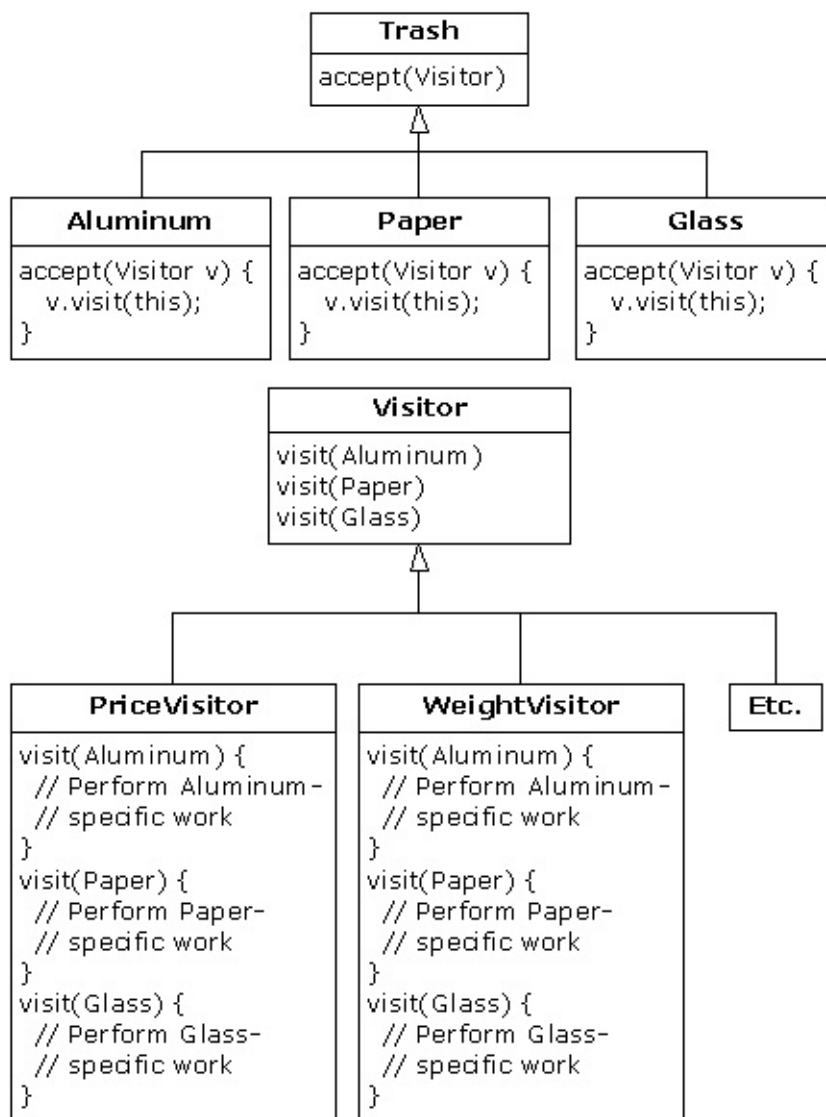 Trash
accept(Visitor)
Aluminum
accept(Visitor v) {
v.visit(this);
}
Paper
accept(Visitor v) {
v.visit(this);
}
Glass
accept(Visitor v) {
v.visit(this);
}
Visitor
visit(Aluminum)
visit(Paper)
visit(Glass)
PriceVisitor
visit(Aluminum) {
// Perform Aluminum-
// specific work
}
visit(Paper) {
// Perform Paper-
// specific work
}
visit(Glass) {
// Perform Glass-
// specific work
}
WeightVisitor
visit(Aluminum) {
// Perform Aluminum-
// specific work
}
visit(Paper) {
// Perform Paper-
// specific work
}
visit(Glass) {
// Perform Glass-
// specific work
}
Etc.